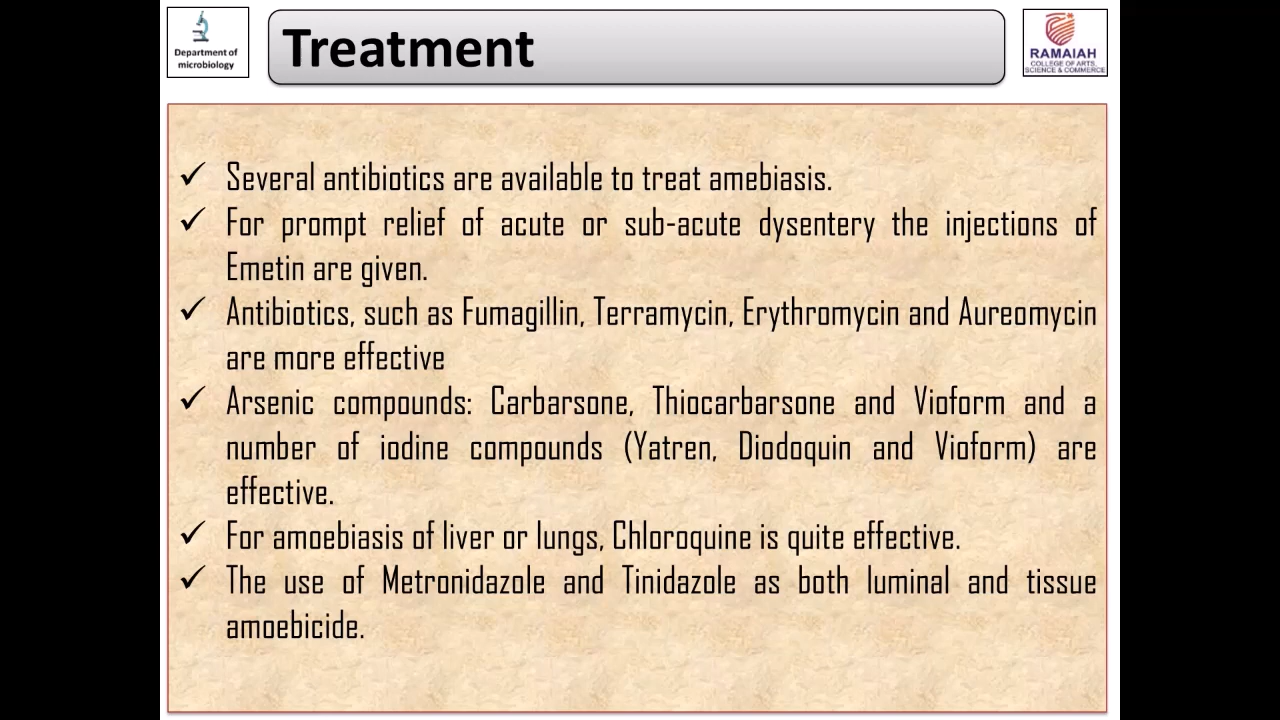 Department of
microbiology
Treatment
RAMAIAH
COLLEGE OF ARTS,
SCIENCE & COMMERCE
✓ Several antibiotics are available to treat amebiasis.
✓ For prompt relief of acute or sub-acute dysentery the injections of
Emetin are given.
✓ Antibiotics, such as Fumagillin, Terramycin, Erythromycin and Aureomycin
are more effective
✓ Arsenic compounds: Carbarsone, Thiocarbarsone and Vioform and a
number of iodine compounds (Yatren, Diodoquin and Vioform) are
effective.
✓ For amoebiasis of liver or lungs, Chloroquine is quite effective.
✓ The use of Metronidazole and Tinidazole as both luminal and tissue
amoebicide.